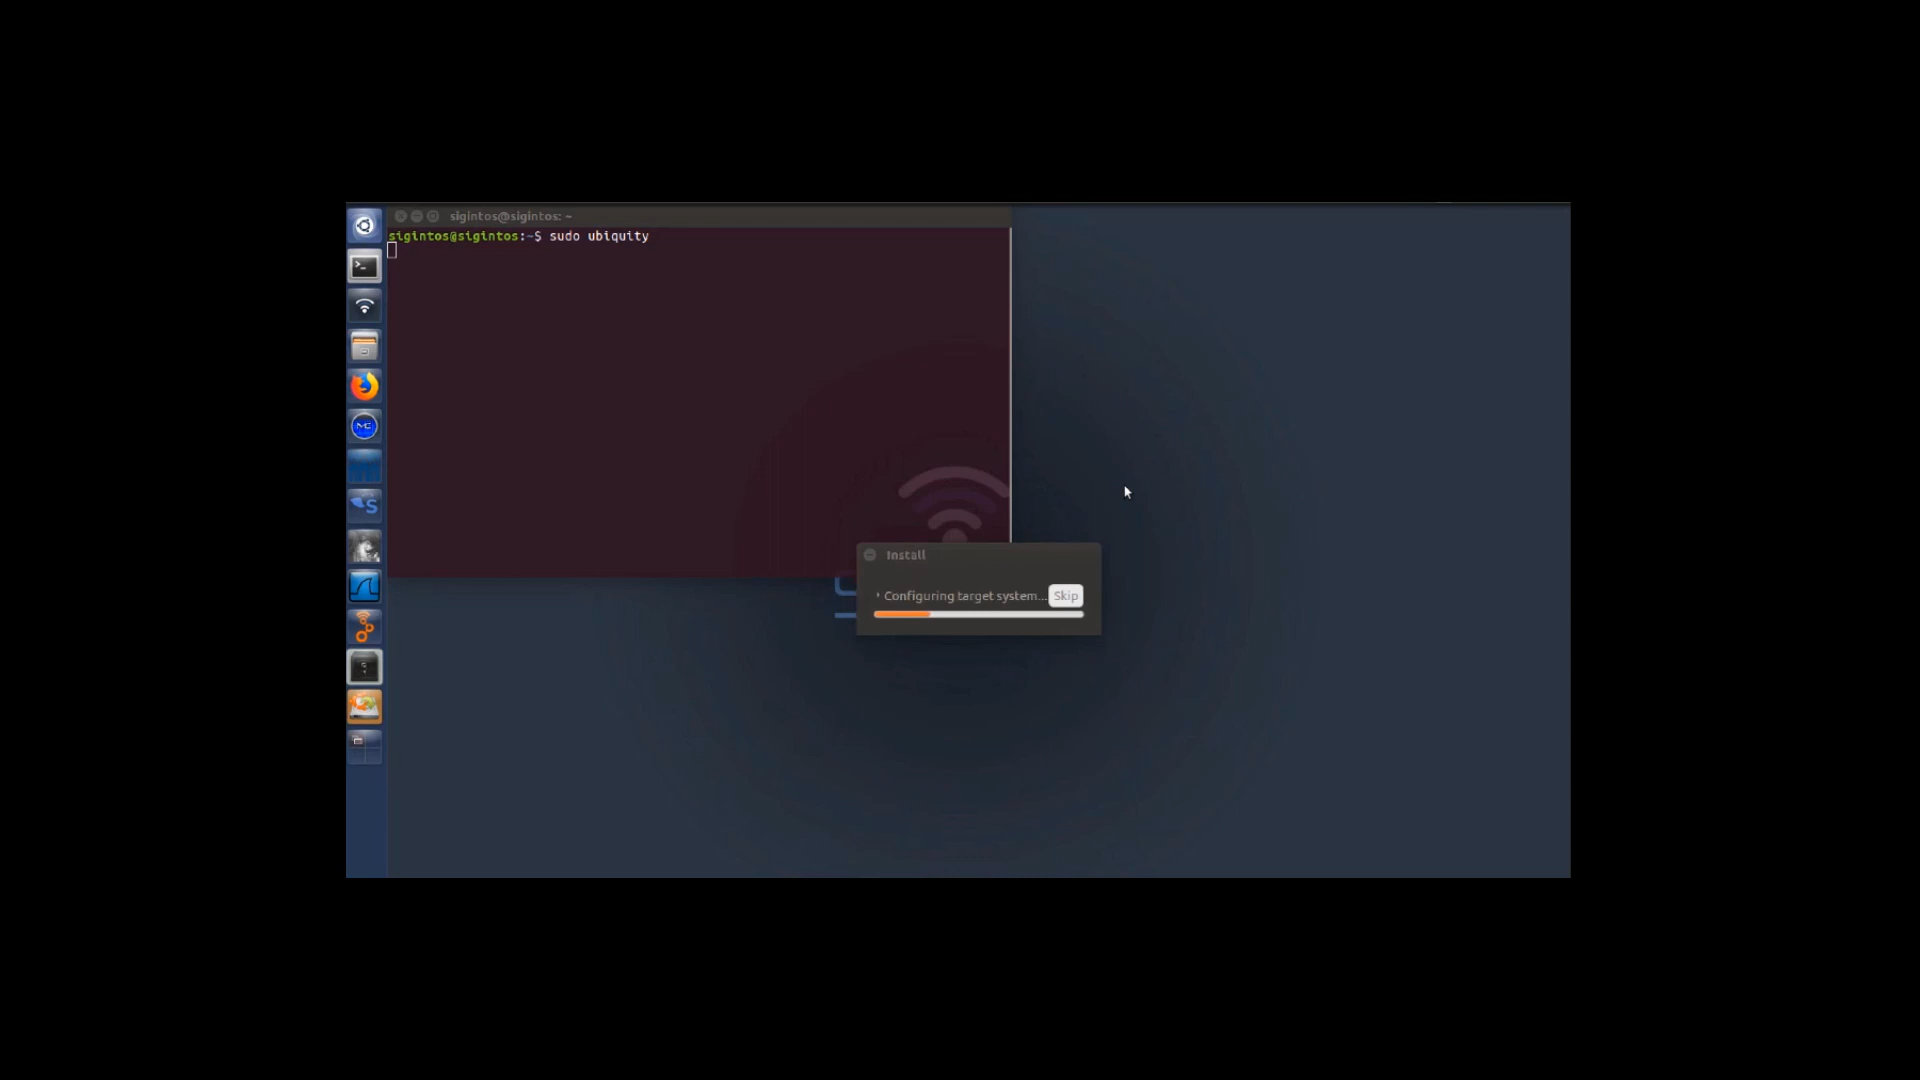 sigintos@sigintos: ~
sigintos@sigintos:~$ sudo ubiquity
Install
Configuring target system...
Skip